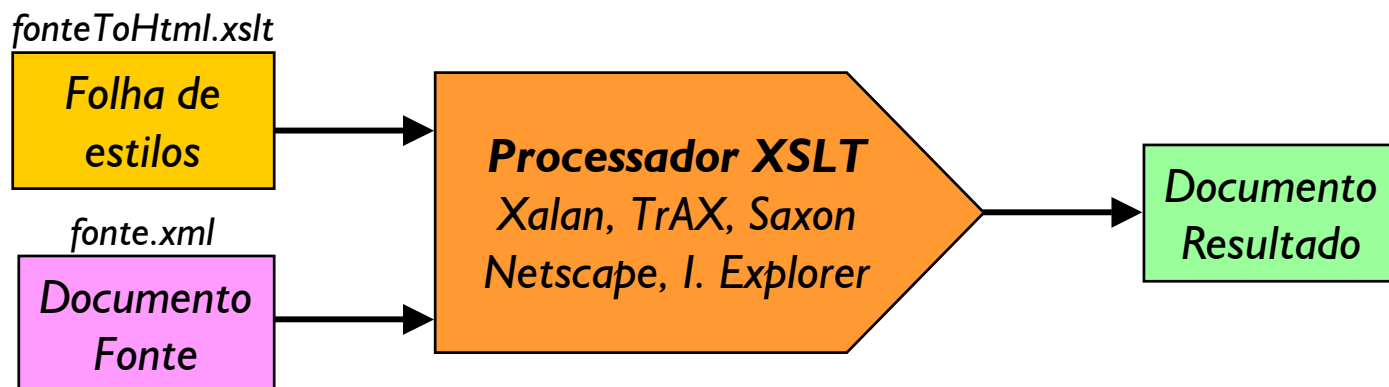 fonteToHtml.xslt
Folha de
estilos
fonte.xml
Documento
Fonte
Processador XSLT
Xalan, TrAX, Saxon
Netscape, I. Explorer
Documento
Resultado